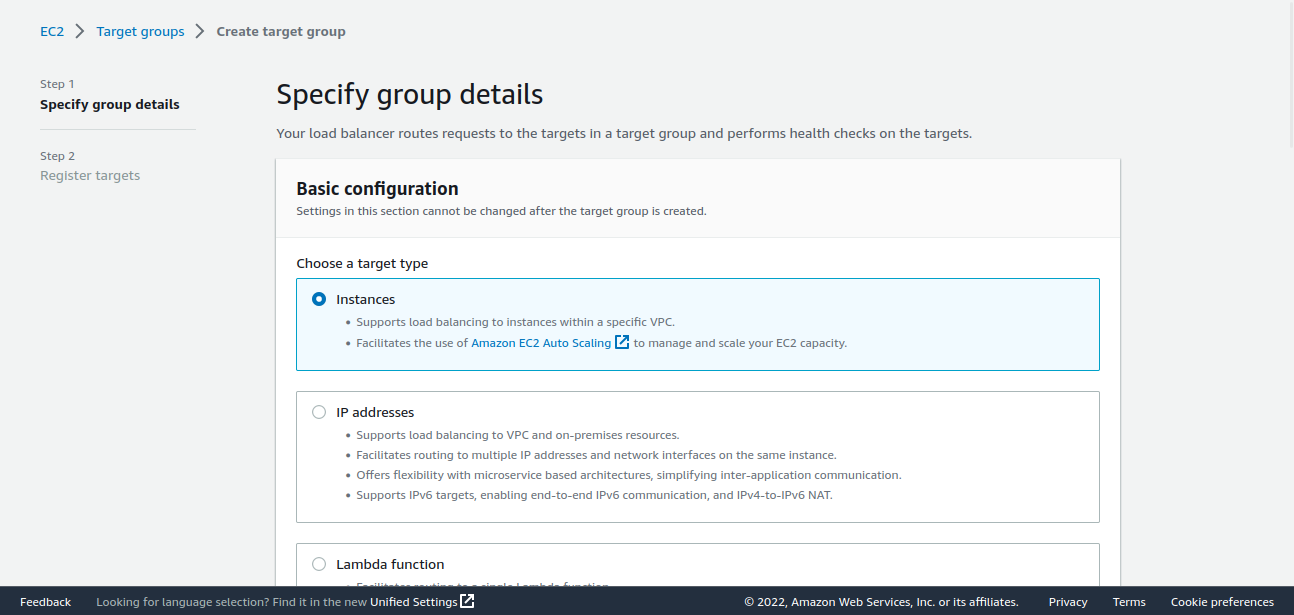 EC2 > Target groups > Create target group
Step 1
Specify group details
Step 2
Register targets
Specify group details
Your load balancer routes requests to the targets in a target group and performs health checks on the targets.
Basic configuration
Settings in this section cannot be changed after the target group is created.
Choose a target type
Instances
• Supports load balancing to instances within a specific VPC.
• Facilitates the use of Amazon EC2 Auto Scaling to manage and scale your EC2 capacity.
IP addresses
• Supports load balancing to VPC and on-premises resources.
• Facilitates routing to multiple IP addresses and network interfaces on the same instance.
• Offers flexibility with microservice based architectures, simplifying inter-application communication.
• Supports IPv6 targets, enabling end-to-end IPv6 communication, and IPv4-to-IPv6 NAT.
Lambda function
• Facilitates routing to a single Lambda function.
Feedback Looking for language selection? Find it in the new Unified Settings © 2022, Amazon Web Services, Inc. or its affiliates. Privacy Terms Cookie preferences